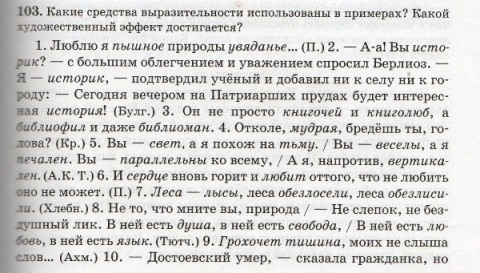 103. Какие средства выразительности использованы в примерах? Какой
художественный эффект достигается?
1. Люблю я пышное природы увяданье... (П.) 2. — А-а! Вы исто-
рик? — с большим облегчением и уважением спросил Берлиоз. —
Я — историк, — подтвердил учёный и добавил ни к селу ни к го-
роду: — Сегодня вечером на Патриарших прудах будет интерес-
ная история! (Булг.) 3. Он не просто книгочей и книголюб, а
библиофил и даже библиоман. 4. Отколе, мудрая, бредёшь ты, го-
лова? (Кр.) 5. Вы — свет, а я похож на тьму. / Вы — веселы, а я
печален. Вы — параллельны ко всему, / А я, напротив, вертика-
лен. (А.К. Т.) 6. И сердце вновь горит и любит оттого, что не любить
оно не может. (П.) 7. Леса — лысы, леса обезлосели, леса обезлиси-
ли. (Хлебн.) 8. Не то, что мните вы, природа / — Не слепок, не без-
душный лик. В ней есть душа, в ней есть свобода, / В ней есть лю-
бовь, в ней есть язык. (Тютч.) 9. Грохочет тишина, моих не слыша
слов... (Ахм.) 10. — Достоевский умер, — сказала гражданка, но